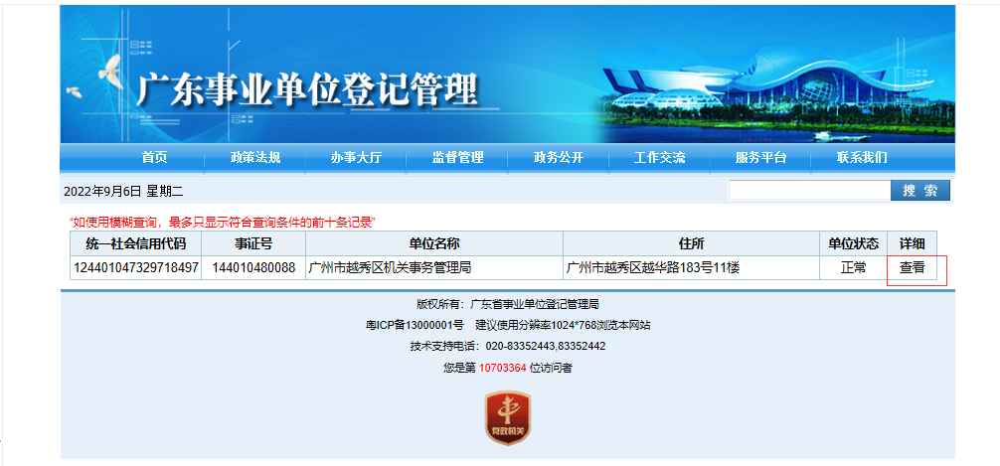 广东事业单位登记管理
首页 政策法规 办事大厅 监督管理 政务公开 工作交流 服务平台 联系我们
2022年9月6日 星期二 搜 索
“如使用模糊查询，最多只显示符合查询条件的前十条记录”
统一社会信用代码 事证号 单位名称 住所 单位状态 详细
124401047329718497 144010480088 广州市越秀区机关事务管理局 广州市越秀区越华路183号11楼 正常 查看
版权所有：广东省事业单位登记管理局
粤ICP备13000001号 建议使用分辨率1024*768浏览本网站
技术支持电话：020-83352443,83352442
您是第 10703364 位访问者
党政机关